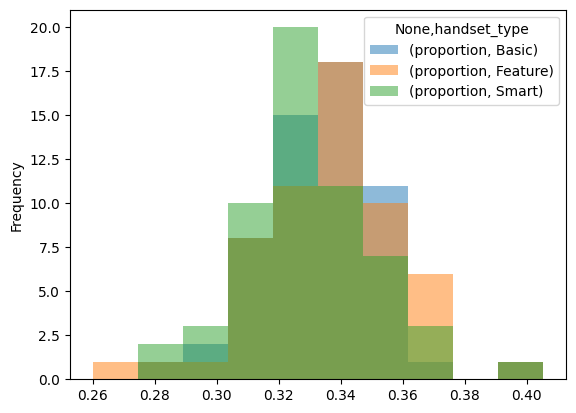 None,handset_type
(proportion, Basic)
(proportion, Feature)
(proportion, Smart)
Frequency
20.0
17.5
15.0
12.5
10.0
7.5
5.0
2.5
0.0
0.26 0.28 0.30 0.32 0.34 0.36 0.38 0.40